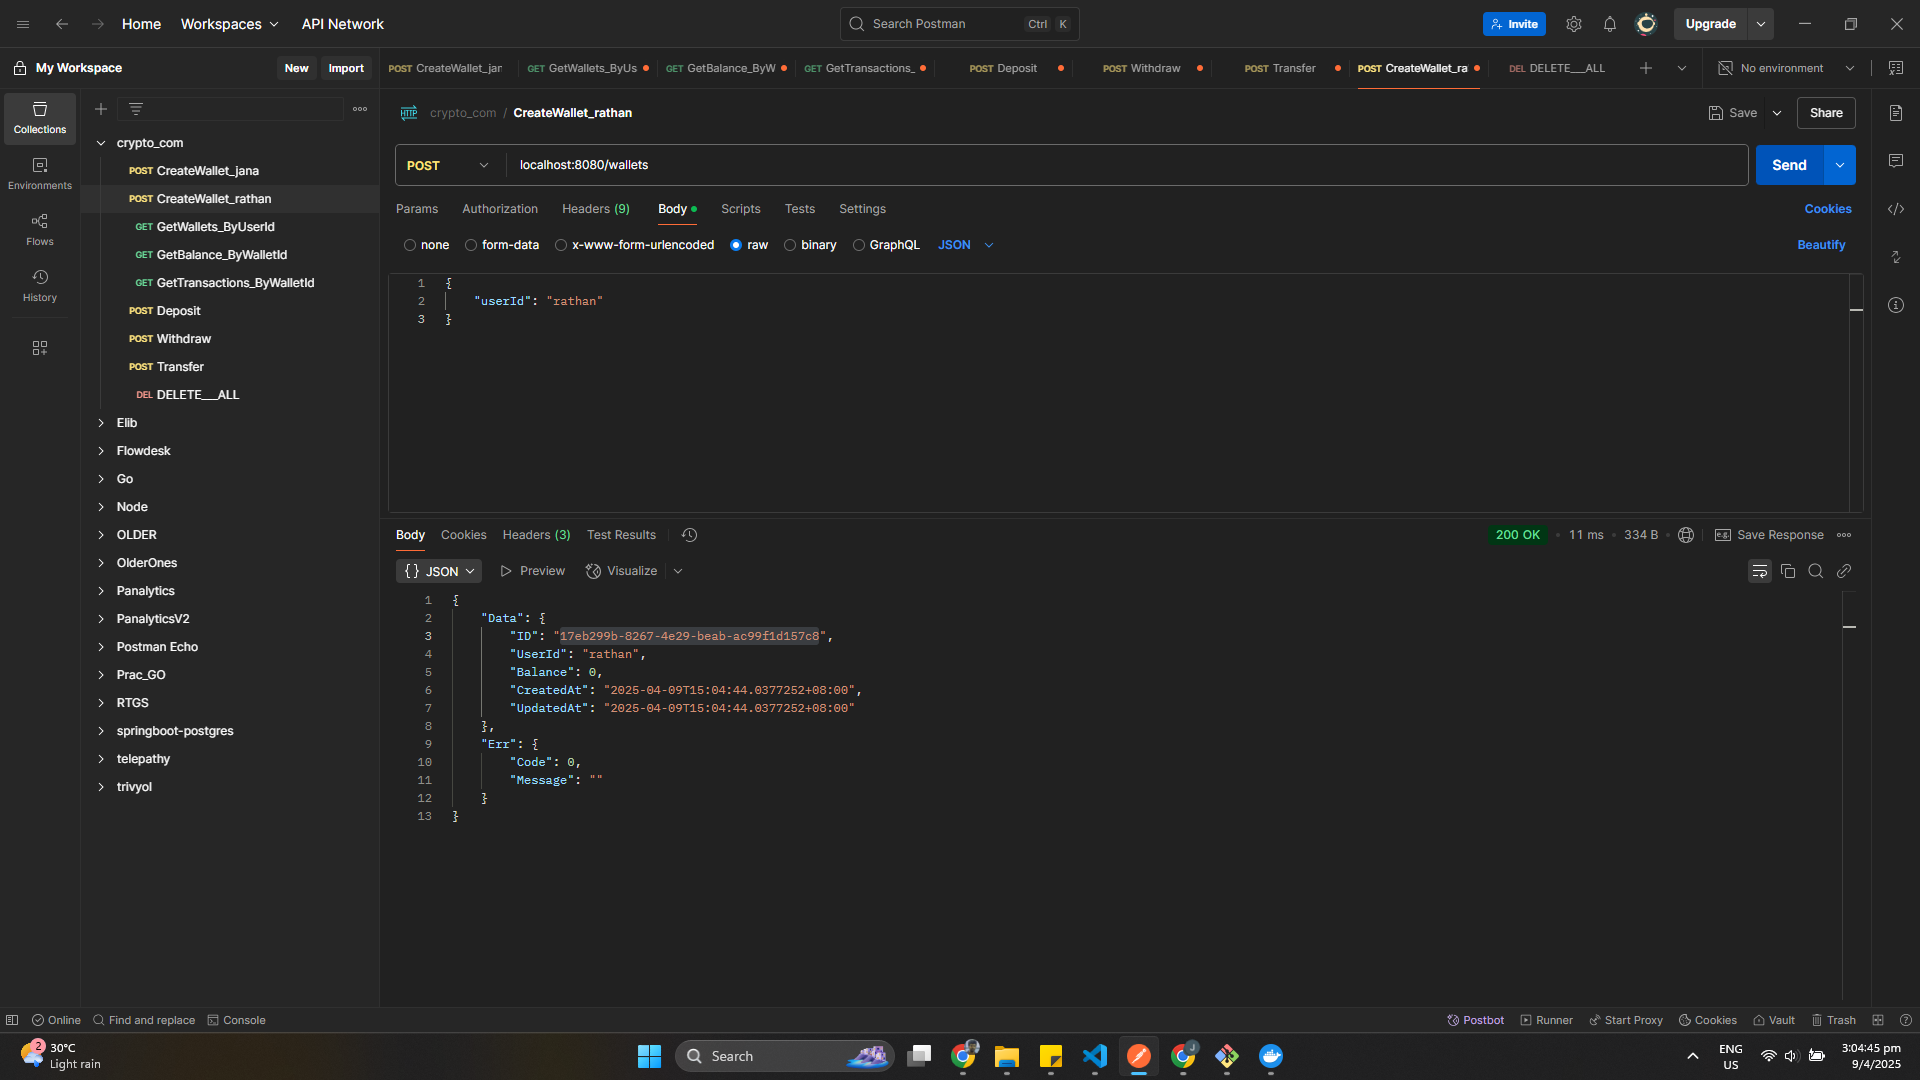 Home Workspaces API Network Search Postman Ctrl K Invite Upgrade
My Workspace New Import POST CreateWallet_jar GET GetWallets_ByUs GET GetBalance_ByW GET GetTransactions_ POST Deposit POST Withdraw POST Transfer POST CreateWallet_ra DEL DELETE___ALL No environment
HTTP crypto_com / CreateWallet_rathan Save Share
Collections
Environments
Flows
History
crypto_com
POST CreateWallet_jana
POST CreateWallet_rathan
GET GetWallets_ByUserId
GET GetBalance_ByWalletId
GET GetTransactions_ByWalletId
POST Deposit
POST Withdraw
POST Transfer
DEL DELETE___ALL
Elib
Flowdesk
Go
Node
OLDER
OlderOnes
Panalytics
PanalyticsV2
Postman Echo
Prac_GO
RTGS
springboot-postgres
telepathy
trivyol
POST localhost:8080/wallets Send
Params Authorization Headers (9) Body Scripts Tests Settings Cookies
none form-data x-www-form-urlencoded raw binary GraphQL JSON Beautify
1 {
2 "userId": "rathan"
3 }
Body Cookies Headers (3) Test Results 200 OK 11 ms 334 B e.g. Save Response
{} JSON Preview Visualize
1 {
2 "Data": {
3 "ID": "17eb299b-8267-4e29-beab-ac99f1d157c8",
4 "UserId": "rathan",
5 "Balance": 0,
6 "CreatedAt": "2025-04-09T15:04:44.0377252+08:00",
7 "UpdatedAt": "2025-04-09T15:04:44.0377252+08:00"
8 },
9 "Err": {
10 "Code": 0,
11 "Message": ""
12 }
13 }
Online Find and replace Console Postbot Runner Start Proxy Cookies Vault Trash
2 30°C
Light rain
Search
J
ENG
US
3:04:45 pm
9/4/2025